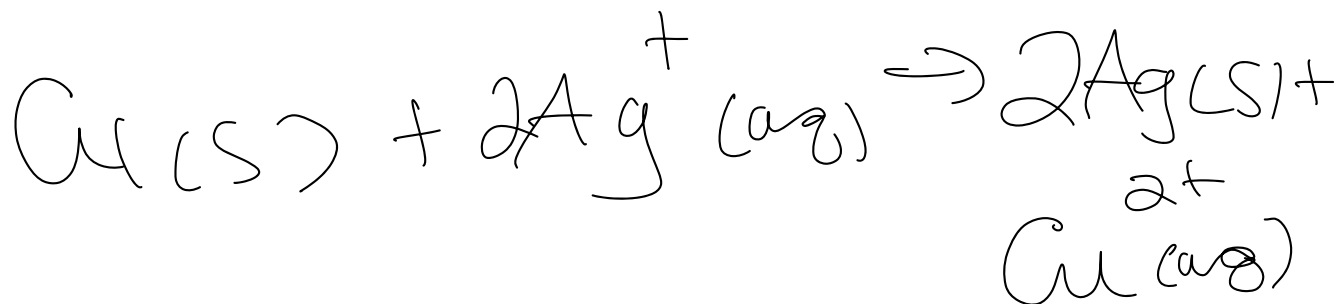 Cu(s) + 2Ag⁺(aq) → 2Ag(s) +
Cu²⁺(aq)